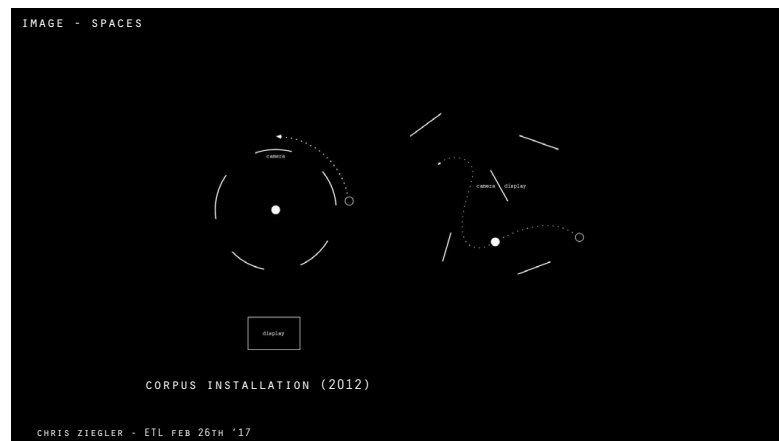 IMAGE - SPACES
camera
camera display
display
CORPUS INSTALLATION (2012)
CHRIS ZIEGLER - ETL FEB 26TH '17